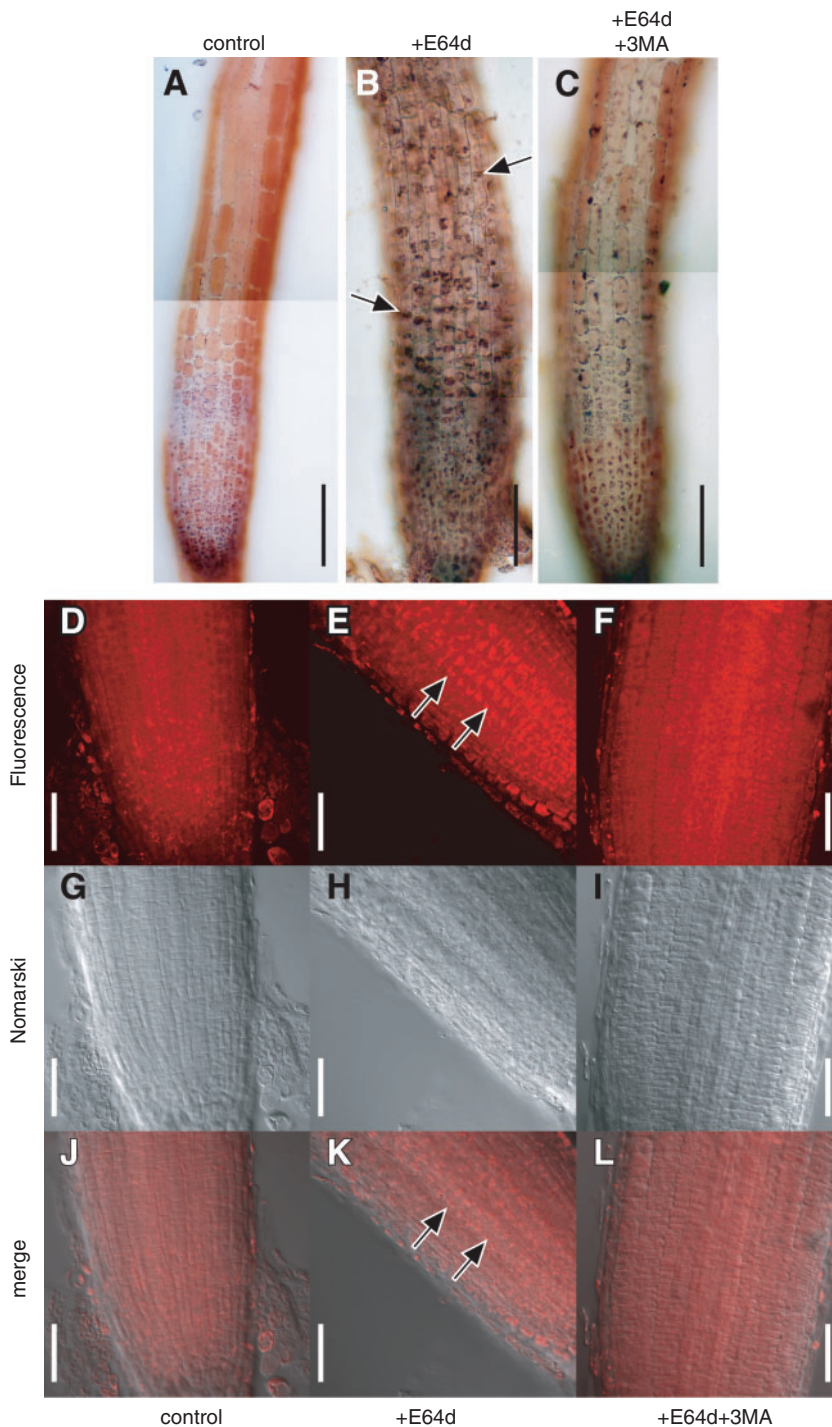 control
+E64d
+E64d
+3MA
A
B
C
D
E
F
Fluorescence
G
H
I
Nomarski
J
K
L
merge
control
+E64d
+E64d+3MA